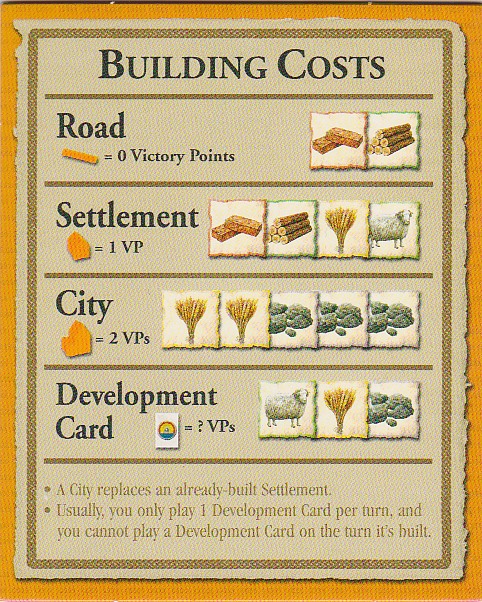 BUILDING COSTS
Road
= 0 Victory Points
Settlement
= 1 VP
City
= 2 VPs
Development
Card
= ? VPs
• A City replaces an already-built Settlement.
• Usually, you only play 1 Development Card per turn, and
you cannot play a Development Card on the turn it's built.